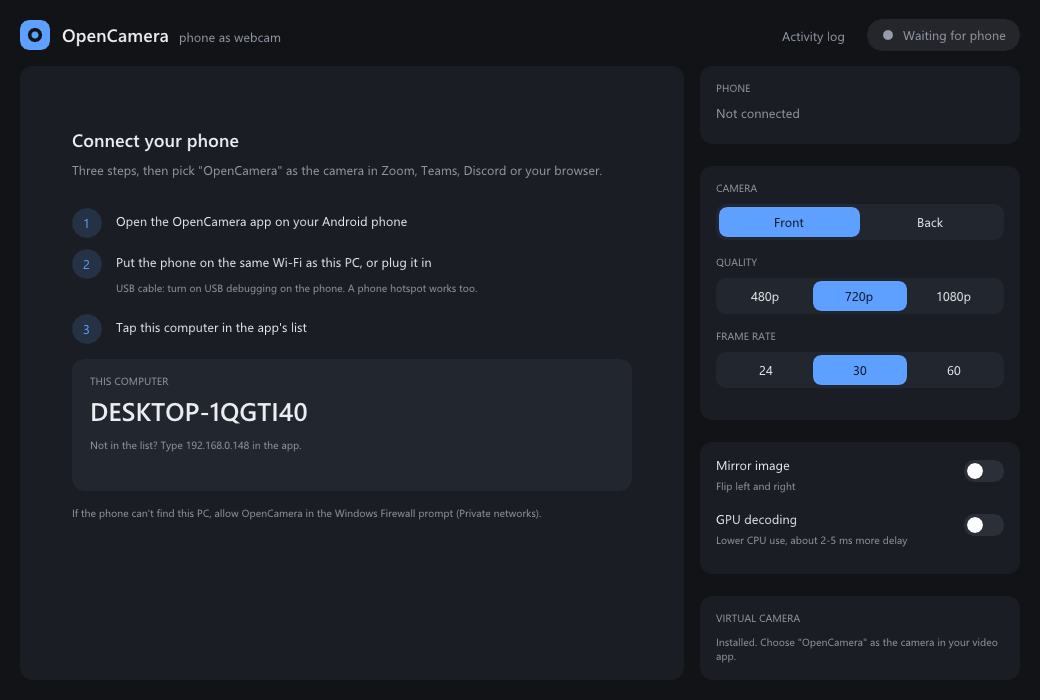 OpenCamera phone as webcam
Activity log
Waiting for phone
Connect your phone
Three steps, then pick "OpenCamera" as the camera in Zoom, Teams, Discord or your browser.
1 Open the OpenCamera app on your Android phone
2 Put the phone on the same Wi-Fi as this PC, or plug it in
USB cable: turn on USB debugging on the phone. A phone hotspot works too.
3 Tap this computer in the app's list
THIS COMPUTER
DESKTOP-1QGTI40
Not in the list? Type 192.168.0.148 in the app.
If the phone can't find this PC, allow OpenCamera in the Windows Firewall prompt (Private networks).
PHONE
Not connected
CAMERA
Front Back
QUALITY
480p 720p 1080p
FRAME RATE
24 30 60
Mirror image
Flip left and right
GPU decoding
Lower CPU use, about 2-5 ms more delay
VIRTUAL CAMERA
Installed. Choose "OpenCamera" as the camera in your video
app.